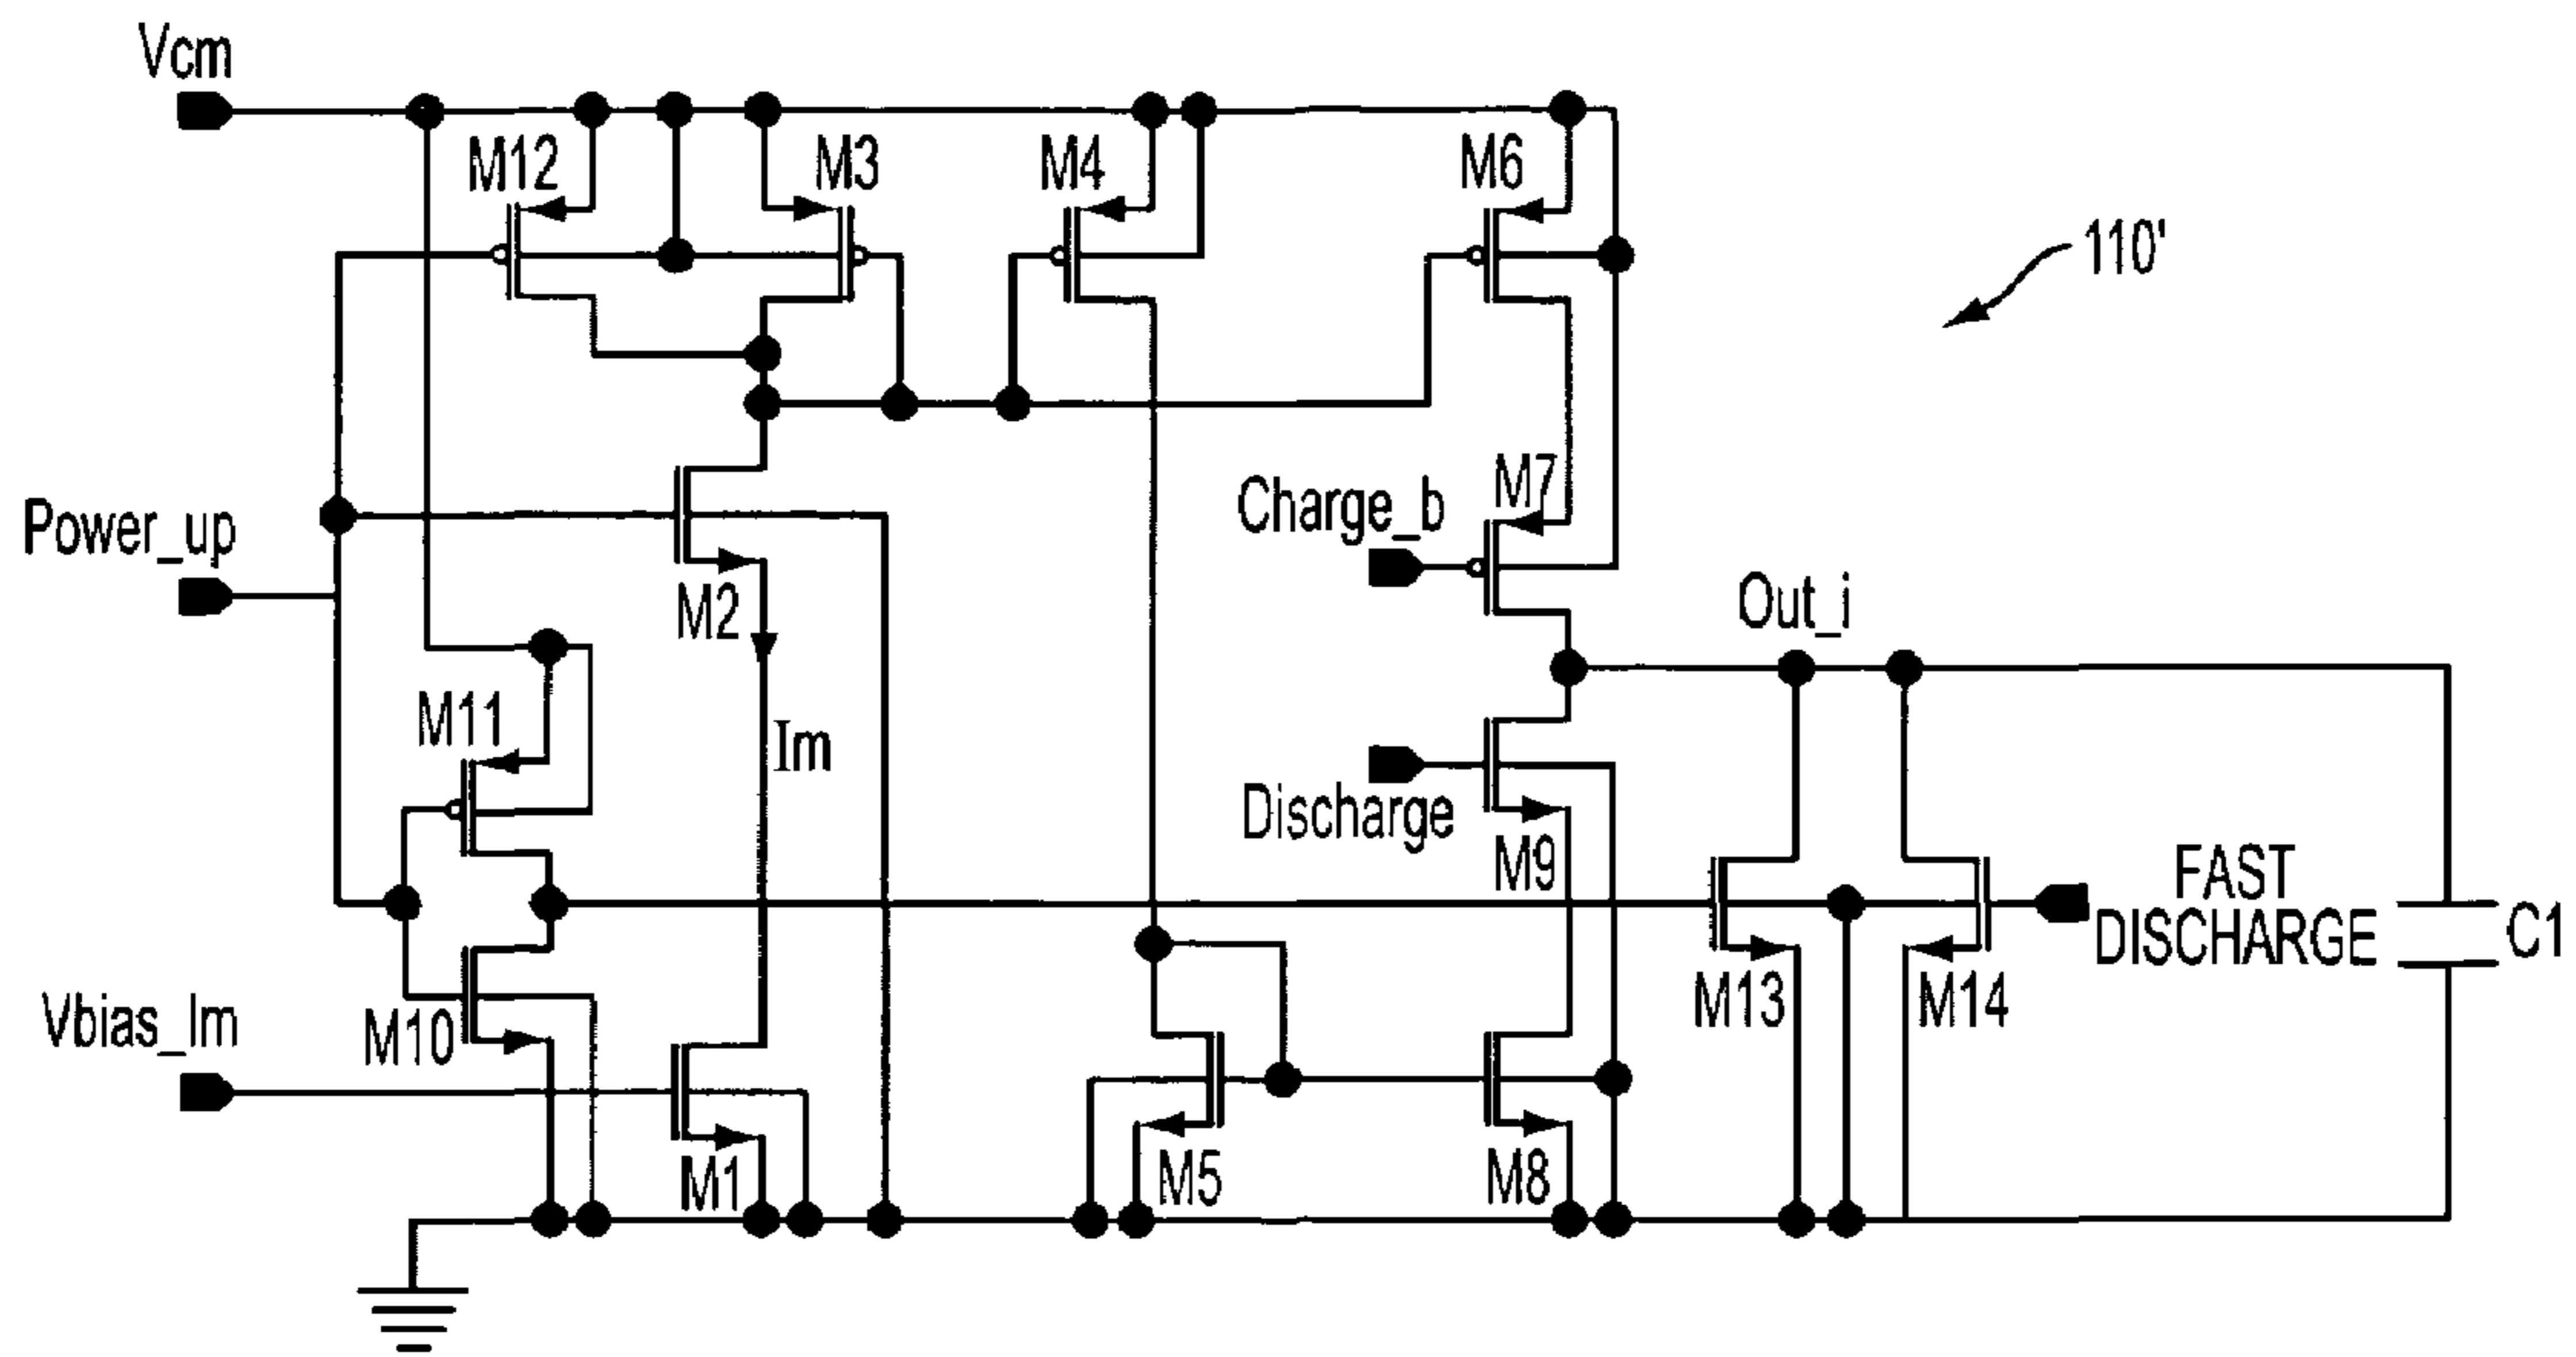 Vcm
M12
M3
M4
M6
110'
Power_up
M2
Charge_b
M7
Out_i
M11
Im
Discharge
M9
FAST
DISCHARGE
C1
M13
M14
Vbias_Im
M10
M1
M5
M8